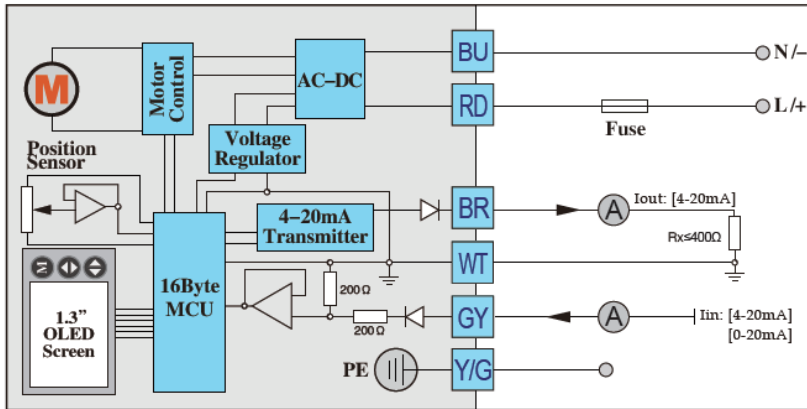 BU
N/−
AC−DC
Motor
Control
M
RD
L/+
Fuse
Voltage
Regulator
Position
Sensor
4−20mA
Transmitter
BR
A
Iout: [4-20mA]
Rx≤400Ω
WT
16Byte
MCU
200Ω
200Ω
M
1.3”
OLED
Screen
GY
A
Iin: [4-20mA]
[0-20mA]
PE
Y/G